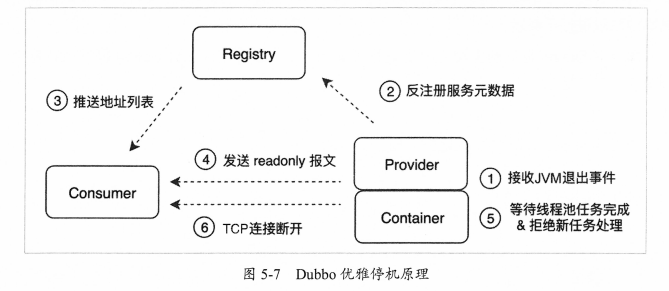 Registry
③ 推送地址列表
② 反注册服务元数据
④ 发送 readonly 报文
Provider
① 接收JVM退出事件
Consumer
Container
⑤ 等待线程池任务完成
& 拒绝新任务处理
⑥ TCP连接断开
图 5-7 Dubbo 优雅停机原理